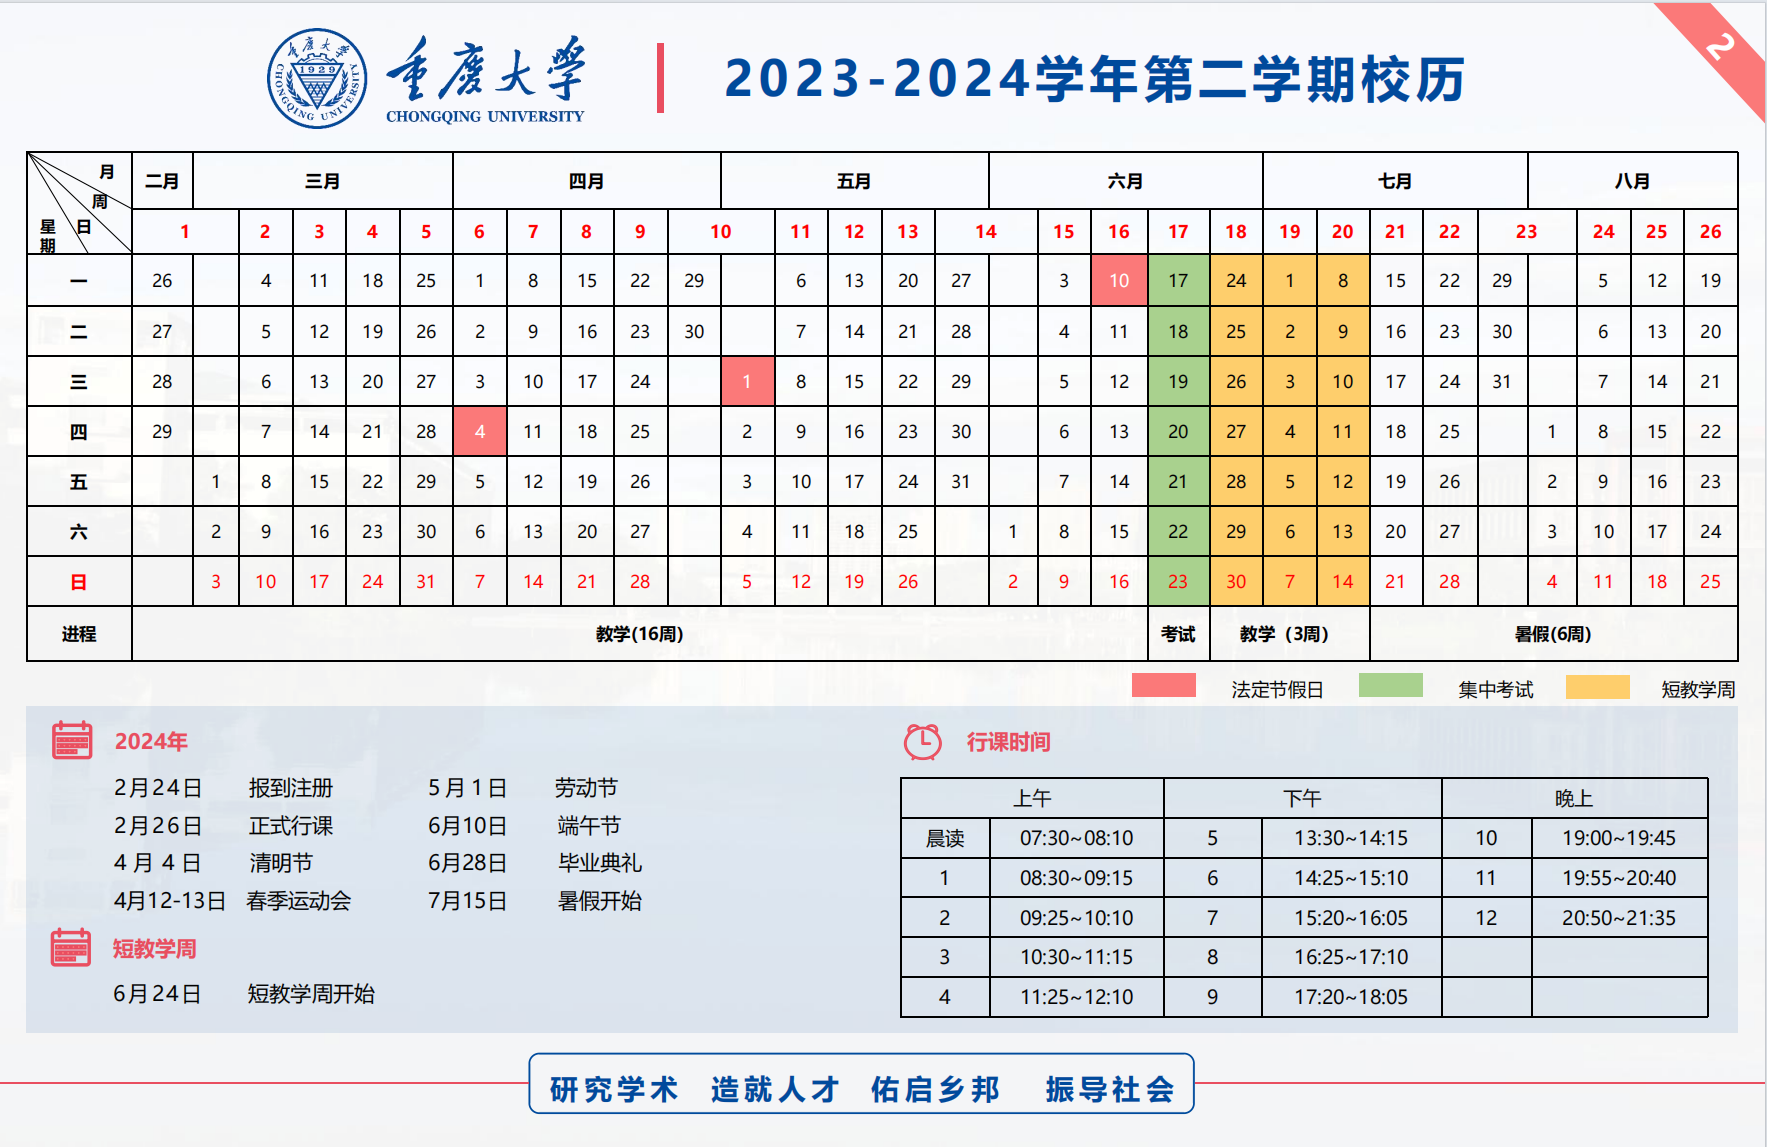 重庆大学
CHONGQING UNIVERSITY
1929
重庆大学
CHONGQING UNIVERSITY
2023-2024学年第二学期校历
2
月 周 日 星期 二月 三月 四月 五月 六月 七月 八月
1 2 3 4 5 6 7 8 9 10 11 12 13 14 15 16 17 18 19 20 21 22 23 24 25 26
一 26 4 11 18 25 1 8 15 22 29 6 13 20 27 3 10 17 24 1 8 15 22 29 5 12 19
二 27 5 12 19 26 2 9 16 23 30 7 14 21 28 4 11 18 25 2 9 16 23 30 6 13 20
三 28 6 13 20 27 3 10 17 24 1 8 15 22 29 5 12 19 26 3 10 17 24 31 7 14 21
四 29 7 14 21 28 4 11 18 25 2 9 16 23 30 6 13 20 27 4 11 18 25 1 8 15 22
五 1 8 15 22 29 5 12 19 26 3 10 17 24 31 7 14 21 28 5 12 19 26 2 9 16 23
六 2 9 16 23 30 6 13 20 27 4 11 18 25 1 8 15 22 29 6 13 20 27 3 10 17 24
日 3 10 17 24 31 7 14 21 28 5 12 19 26 2 9 16 23 30 7 14 21 28 4 11 18 25
进程 教学(16周) 考试 教学（3周） 暑假(6周)
法定节假日 集中考试 短教学周
2024年
2月24日 报到注册 5月1日 劳动节
2月26日 正式行课 6月10日 端午节
4月4日 清明节 6月28日 毕业典礼
4月12-13日 春季运动会 7月15日 暑假开始
短教学周
6月24日 短教学周开始
行课时间
上午 下午 晚上
晨读 07:30~08:10 5 13:30~14:15 10 19:00~19:45
1 08:30~09:15 6 14:25~15:10 11 19:55~20:40
2 09:25~10:10 7 15:20~16:05 12 20:50~21:35
3 10:30~11:15 8 16:25~17:10
4 11:25~12:10 9 17:20~18:05
研究学术 造就人才 佑启乡邦 振导社会